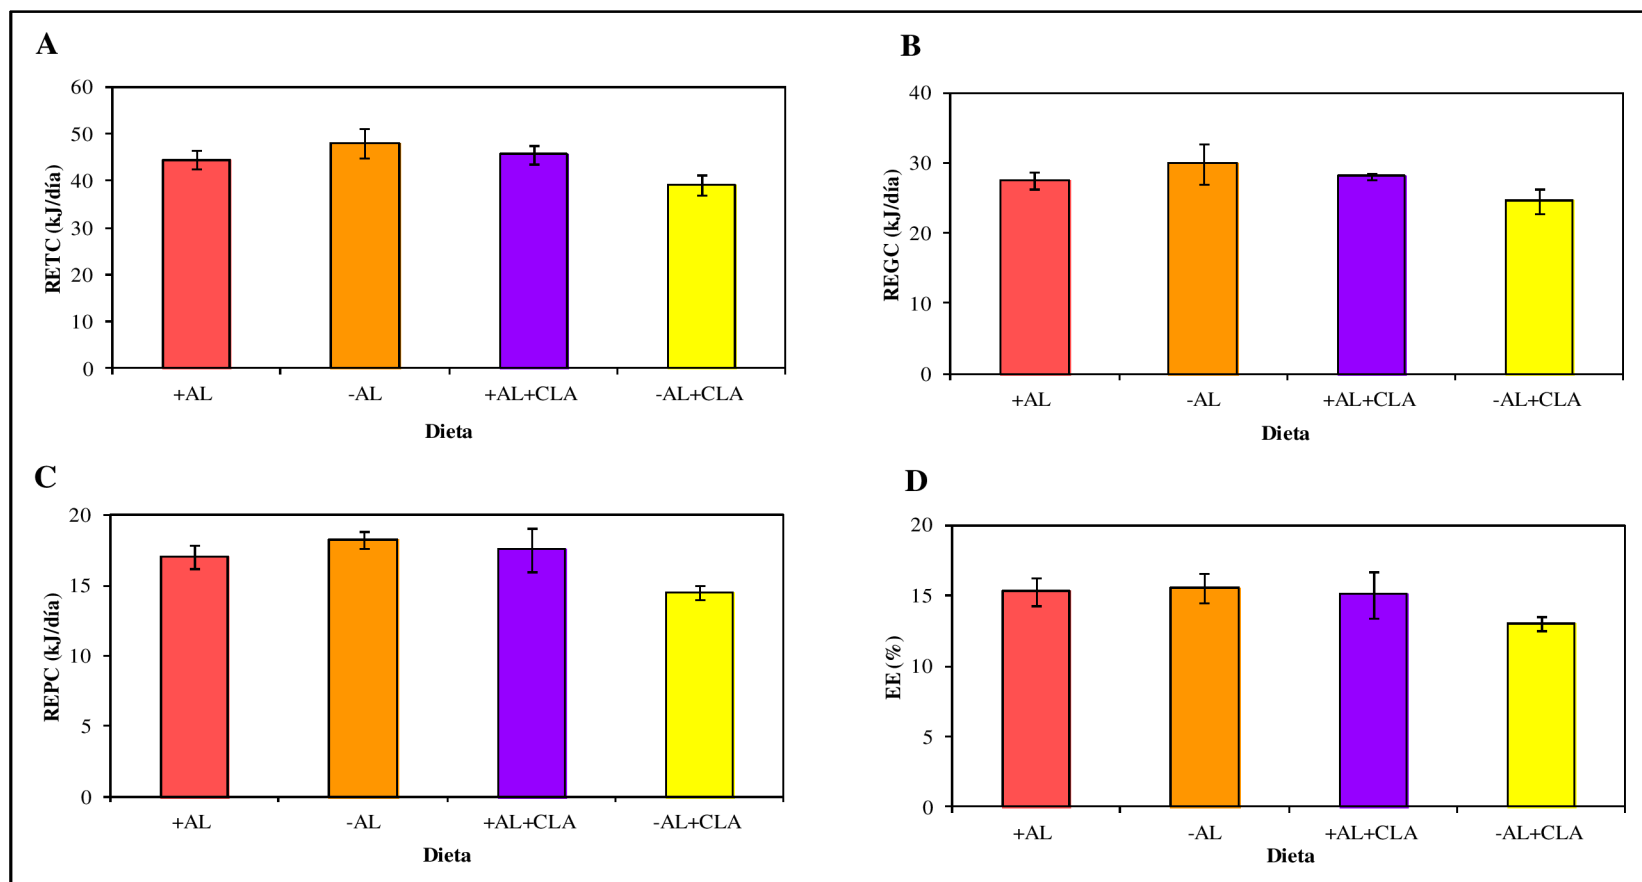 A
RETC (kJ/día)
60
50
40
30
20
10
0
+AL -AL +AL+CLA -AL+CLA
Dieta
B
REGC (kJ/día)
40
30
20
10
0
+AL -AL +AL+CLA -AL+CLA
Dieta
C
REPC (kJ/día)
20
15
10
5
0
+AL -AL +AL+CLA -AL+CLA
Dieta
D
EE (%)
20
15
10
5
0
+AL -AL +AL+CLA -AL+CLA
Dieta